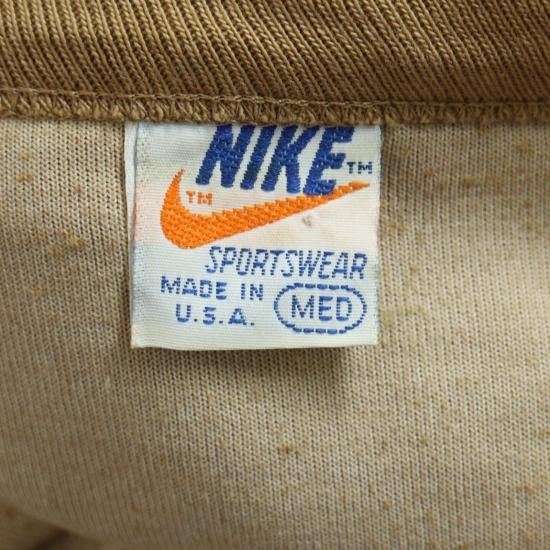 NIKE™
™
SPORTSWEAR
MADE IN
U.S.A.
MED